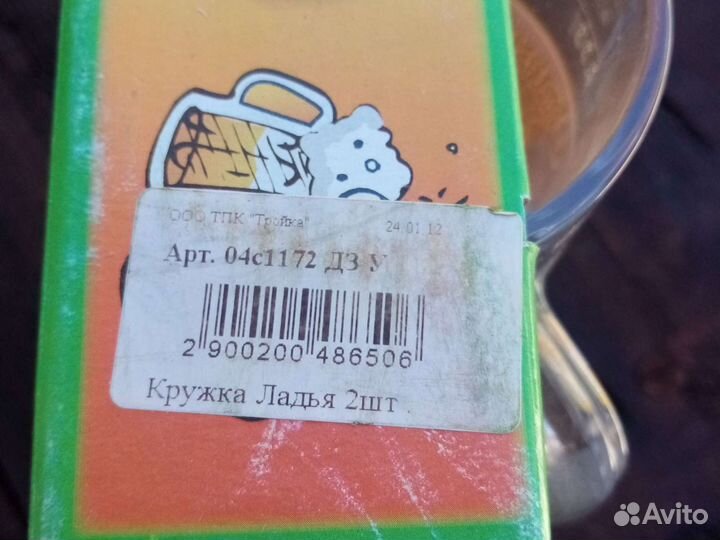 ООО ТПК "Тройка" 24.01.12
Арт. 04с1172 ДЗ У
2 900200 486506
Кружка Ладья 2шт
Avito